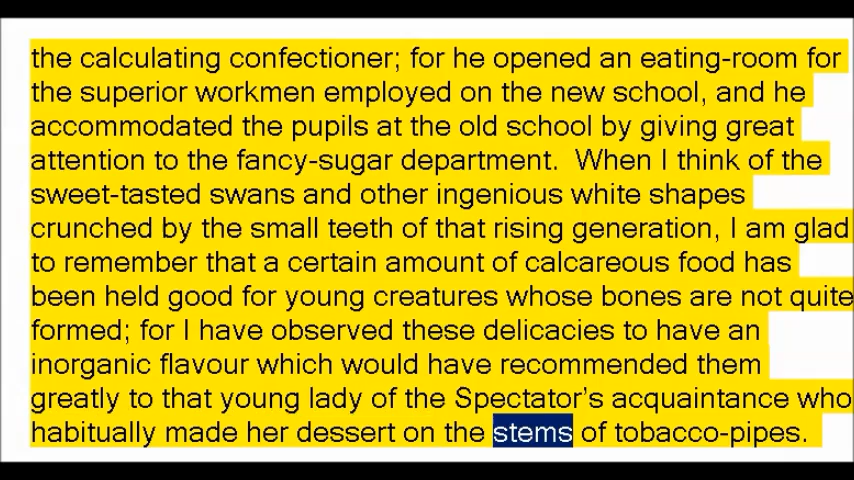 the calculating confectioner; for he opened an eating-room for
the superior workmen employed on the new school, and he
accommodated the pupils at the old school by giving great
attention to the fancy-sugar department.  When I think of the
sweet-tasted swans and other ingenious white shapes
crunched by the small teeth of that rising generation, I am glad
to remember that a certain amount of calcareous food has
been held good for young creatures whose bones are not quite
formed; for I have observed these delicacies to have an
inorganic flavour which would have recommended them
greatly to that young lady of the Spectator’s acquaintance who
habitually made her dessert on the stems of tobacco-pipes.